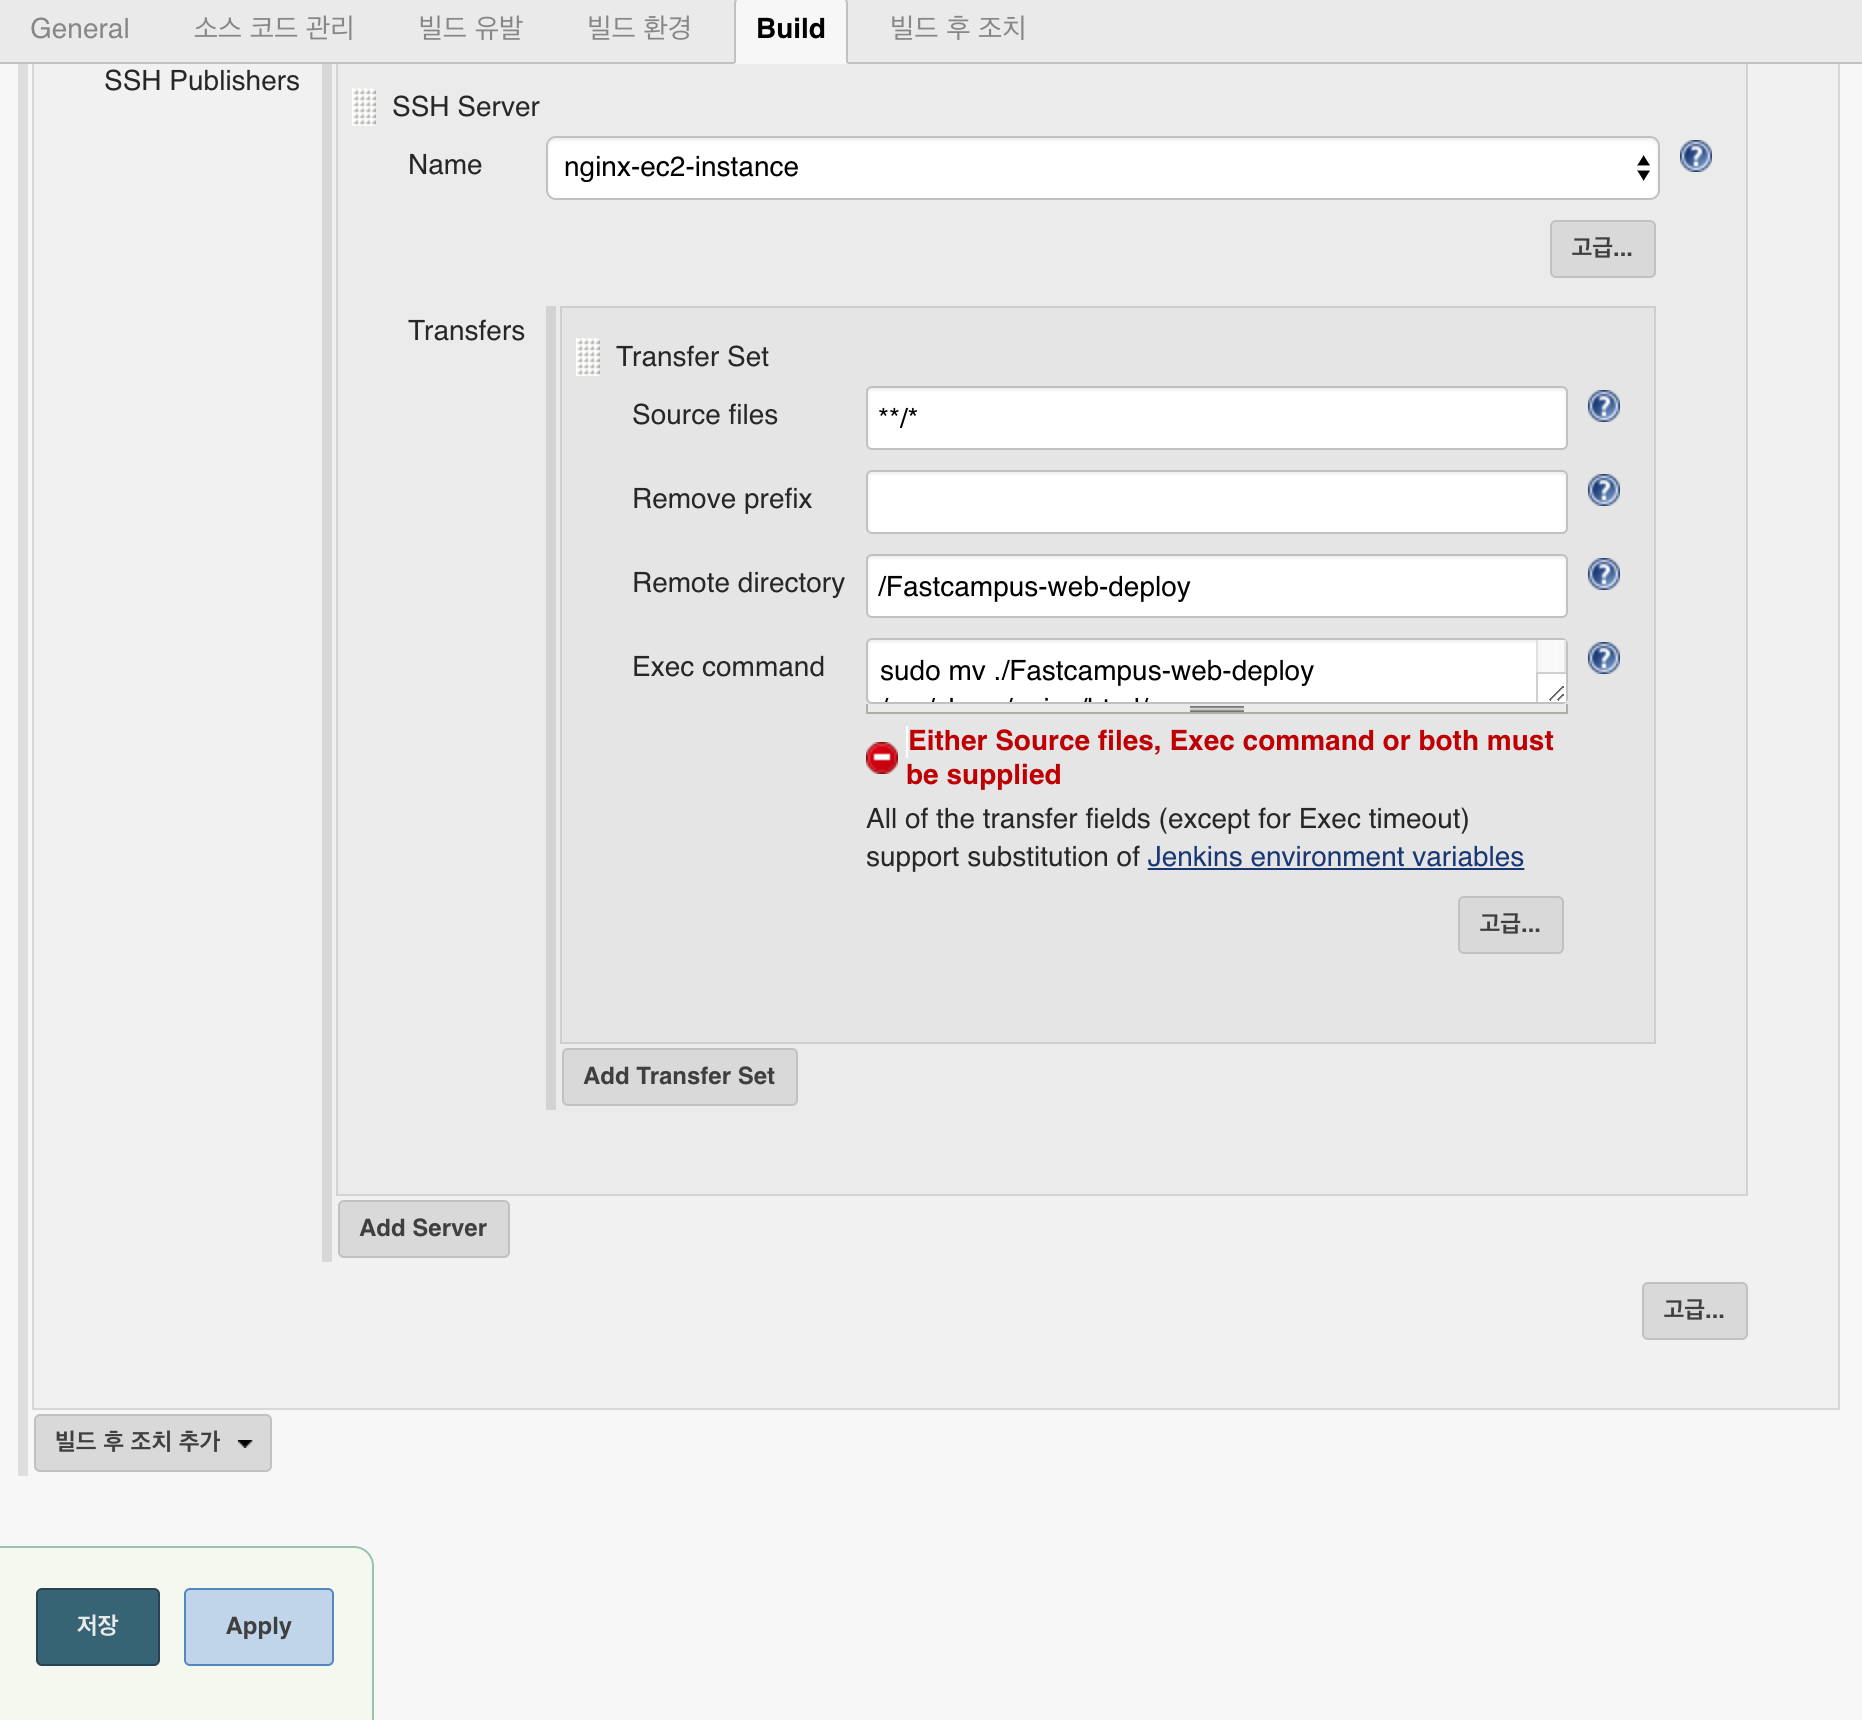 General 소스 코드 관리 빌드 유발 빌드 환경 Build 빌드 후 조치
SSH Publishers
SSH Server
Name nginx-ec2-instance
고급...
Transfers
Transfer Set
Source files **/*
Remove prefix
Remote directory /Fastcampus-web-deploy
Exec command sudo mv ./Fastcampus-web-deploy
Either Source files, Exec command or both must
be supplied
All of the transfer fields (except for Exec timeout)
support substitution of Jenkins environment variables
고급...
Add Transfer Set
Add Server
고급...
빌드 후 조치 추가
저장 Apply